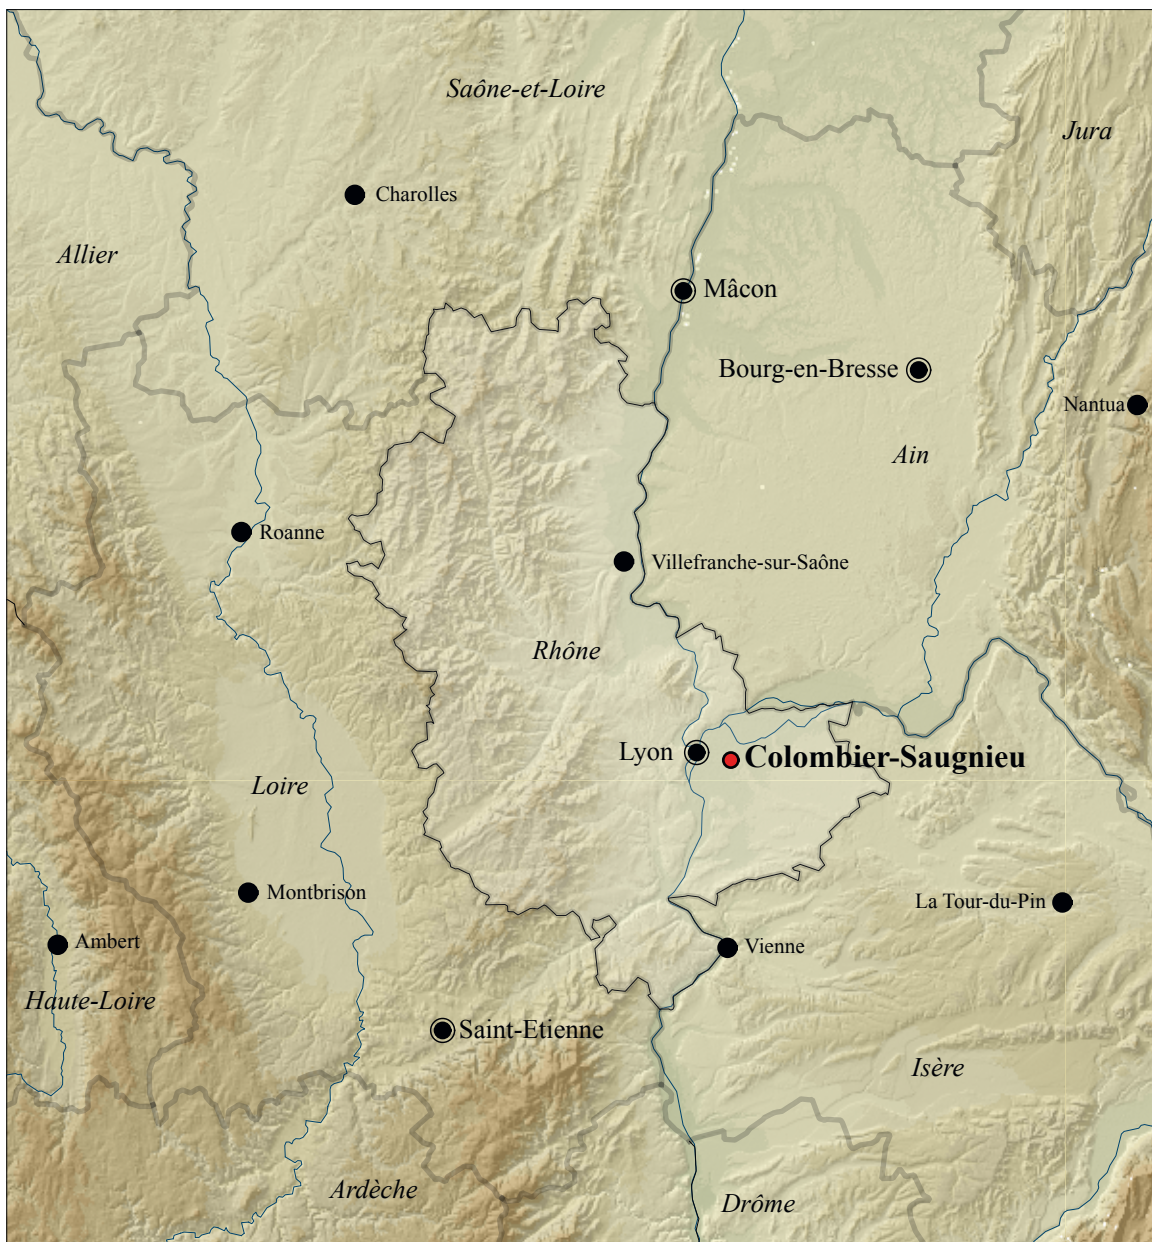 Saône-et-Loire
Jura
Charolles
Allier
Mâcon
Bourg-en-Bresse
Nantua
Ain
Roanne
Villefranche-sur-Saône
Rhône
Lyon
Colombier-Saugnieu
Loire
Montbrison
La Tour-du-Pin
Ambert
Vienne
Haute-Loire
Saint-Etienne
Isère
Ardèche
Drôme